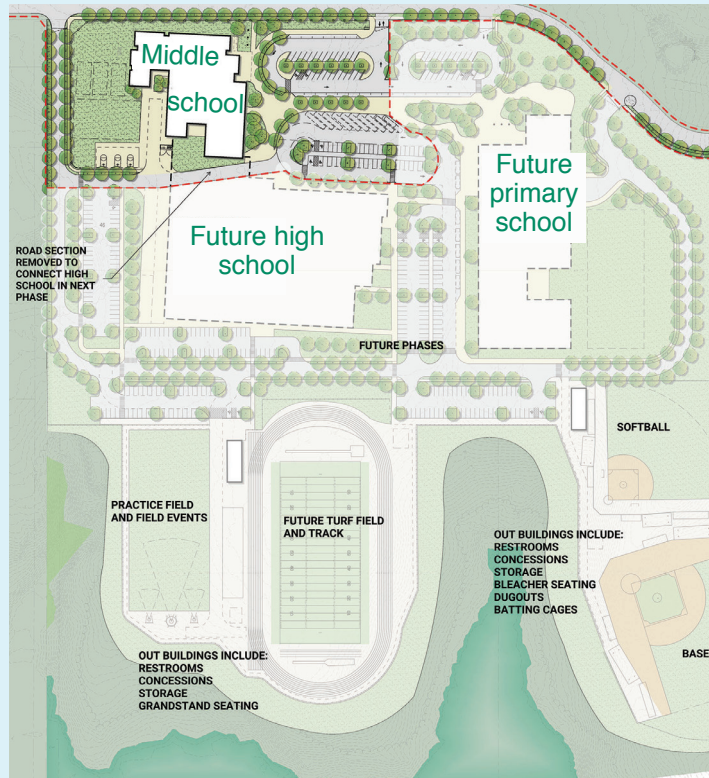 Middle
school
Future
primary
school
Future high
school
ROAD SECTION
REMOVED TO
CONNECT HIGH
SCHOOL IN NEXT
PHASE
FUTURE PHASES
SOFTBALL
PRACTICE FIELD
AND FIELD EVENTS
FUTURE TURF FIELD
AND TRACK
OUT BUILDINGS INCLUDE:
RESTROOMS
CONCESSIONS
STORAGE
BLEACHER SEATING
DUGOUTS
BATTING CAGES
BASE
OUT BUILDINGS INCLUDE:
RESTROOMS
CONCESSIONS
STORAGE
GRANDSTAND SEATING